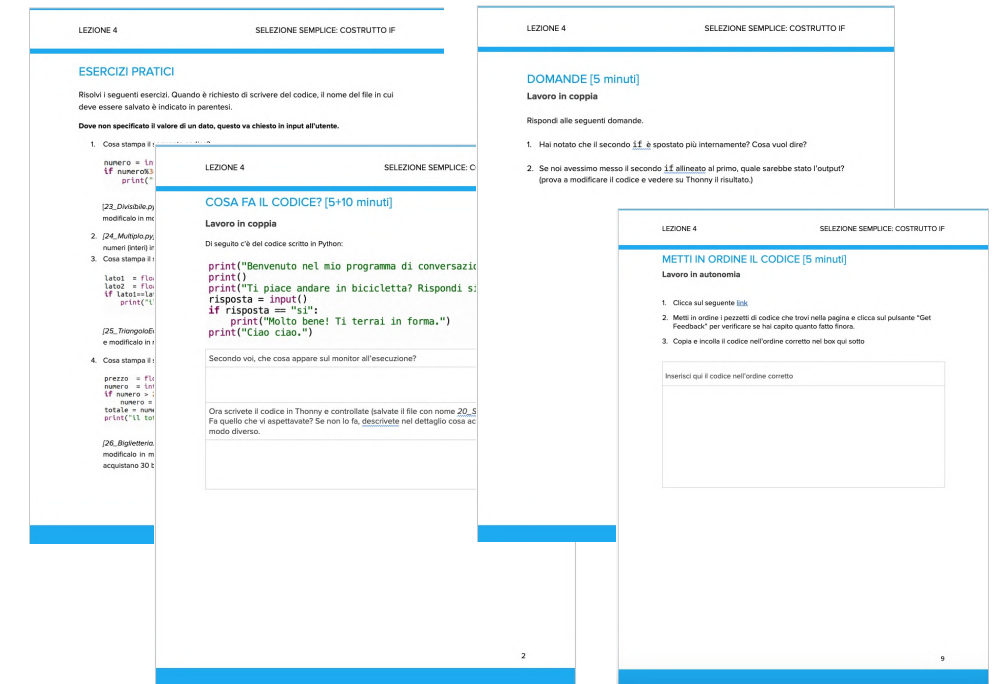 LEZIONE 4 SELEZIONE SEMPLICE: COSTRUTTO IF
ESERCIZI PRATICI
Risolvi i seguenti esercizi. Quando è richiesto di scrivere del codice, il nome del file in cui
deve essere salvato è indicato in parentesi.
Dove non specificato il valore di un dato, questo va chiesto in input all'utente.
1. Cosa stampa il
numero = in
if numero%3
print("
[23_Divisibile.py
modificalo in mo
2. [24_Multiplo.py
numeri (interi) in
3. Cosa stampa il s
lato1 = floa
lato2 = floa
if lato1==la
print("i
[25_TriangoloE
e modificalo in
4. Cosa stampa il s
prezzo = fl
numero = in
if numero >
numero =
totale = nume
print("il to
[26_Biglietteria.
modificalo in m
acquistano 30 b
LEZIONE 4 SELEZIONE SEMPLICE: C
COSA FA IL CODICE? [5+10 minuti]
Lavoro in coppia
Di seguito c'è del codice scritto in Python:
print("Benvenuto nel mio programma di conversazio
print()
print("Ti piace andare in bicicletta? Rispondi si
risposta = input()
if risposta == "si":
print("Molto bene! Ti terrai in forma.")
print("Ciao ciao.")
Secondo voi, che cosa appare sul monitor all'esecuzione?
Ora scrivete il codice in Thonny e controllate (salvate il file con nome 20_S
Fa quello che vi aspettavate? Se non lo fa, descrivete nel dettaglio cosa ac
modo diverso.
2
LEZIONE 4 SELEZIONE SEMPLICE: COSTRUTTO IF
DOMANDE [5 minuti]
Lavoro in coppia
Rispondi alle seguenti domande.
1. Hai notato che il secondo if è spostato più internamente? Cosa vuol dire?
2. Se noi avessimo messo il secondo if allineato al primo, quale sarebbe stato l'output?
(prova a modificare il codice e vedere su Thonny il risultato.)
LEZIONE 4 SELEZIONE SEMPLICE: COSTRUTTO IF
METTI IN ORDINE IL CODICE [5 minuti]
Lavoro in autonomia
1. Clicca sul seguente link
2. Metti in ordine i pezzetti di codice che trovi nella pagina e clicca sul pulsante "Get
Feedback" per verificare se hai capito quanto fatto finora.
3. Copia e incolla il codice nell'ordine corretto nel box qui sotto
Inserisci qui il codice nell'ordine corretto
9